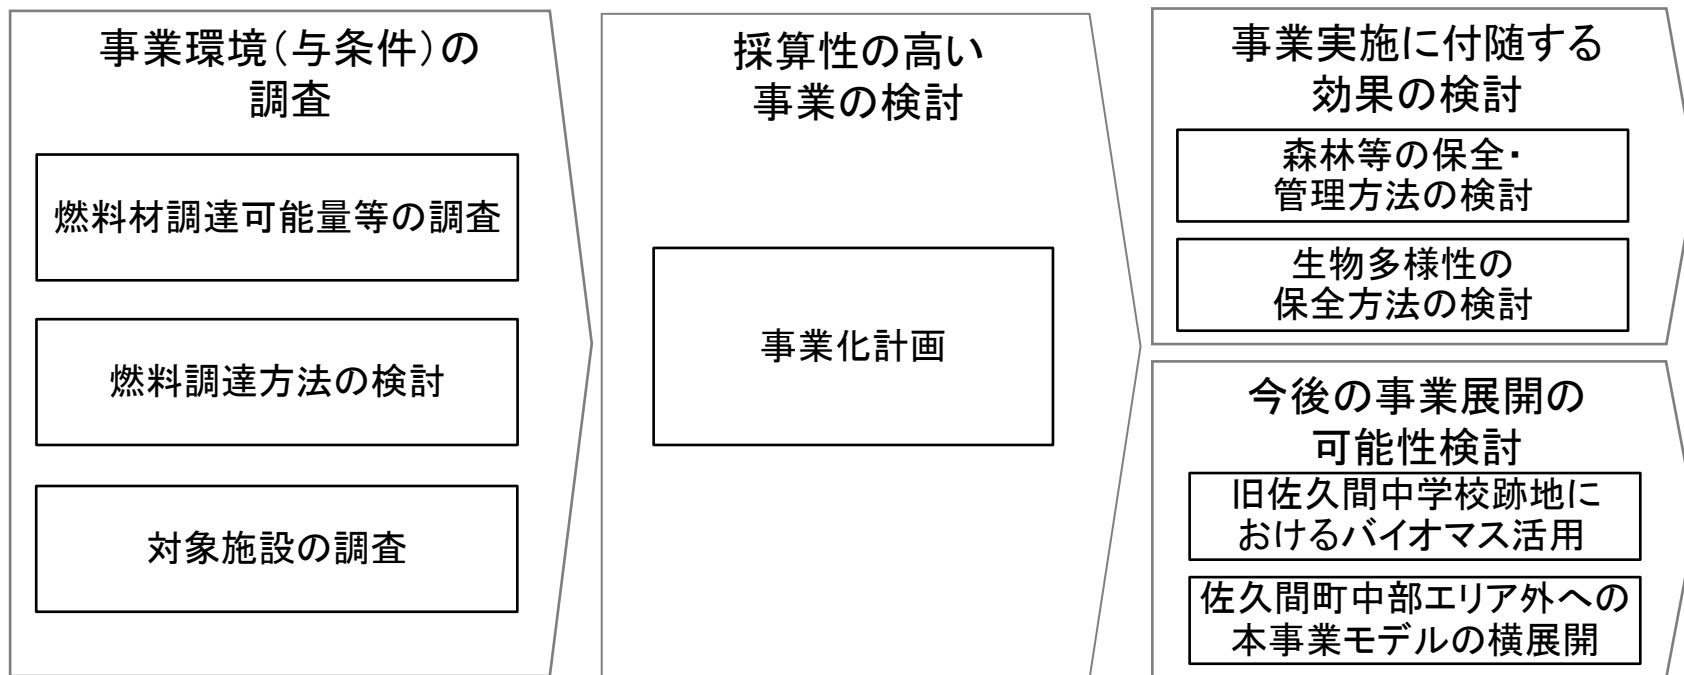 事業環境（与条件）の
調査
燃料材調達可能量等の調査
燃料調達方法の検討
対象施設の調査
採算性の高い
事業の検討
事業化計画
事業実施に付随する
効果の検討
森林等の保全・
管理方法の検討
生物多様性の
保全方法の検討
今後の事業展開の
可能性検討
旧佐久間中学校跡地に
おけるバイオマス活用
佐久間町中部エリア外への
本事業モデルの横展開